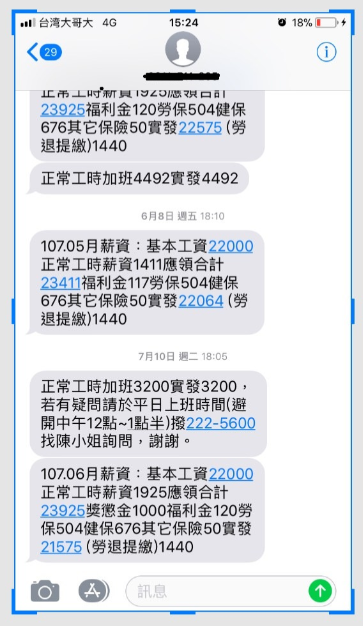 台湾大哥大 4G 15:24 18%
29
正常工時薪資1925應領合計
23925福利金120勞保504健保
676其它保險50實發22575 (勞
退提繳)1440
正常工時加班4492實發4492
6月8日 週五 18:10
107.05月薪資：基本工資22000
正常工時薪資1411應領合計
23411福利金117勞保504健保
676其它保險50實發22064 (勞
退提繳)1440
7月10日 週二 18:05
正常工時加班3200實發3200，
若有疑問請於平日上班時間(避
開中午12點~1點半)撥222-5600
找陳小姐詢問，謝謝。
107.06月薪資：基本工資22000
正常工時薪資1925應領合計
23925獎懲金1000福利金120勞
保504健保676其它保險50實發
21575 (勞退提繳)1440
訊息